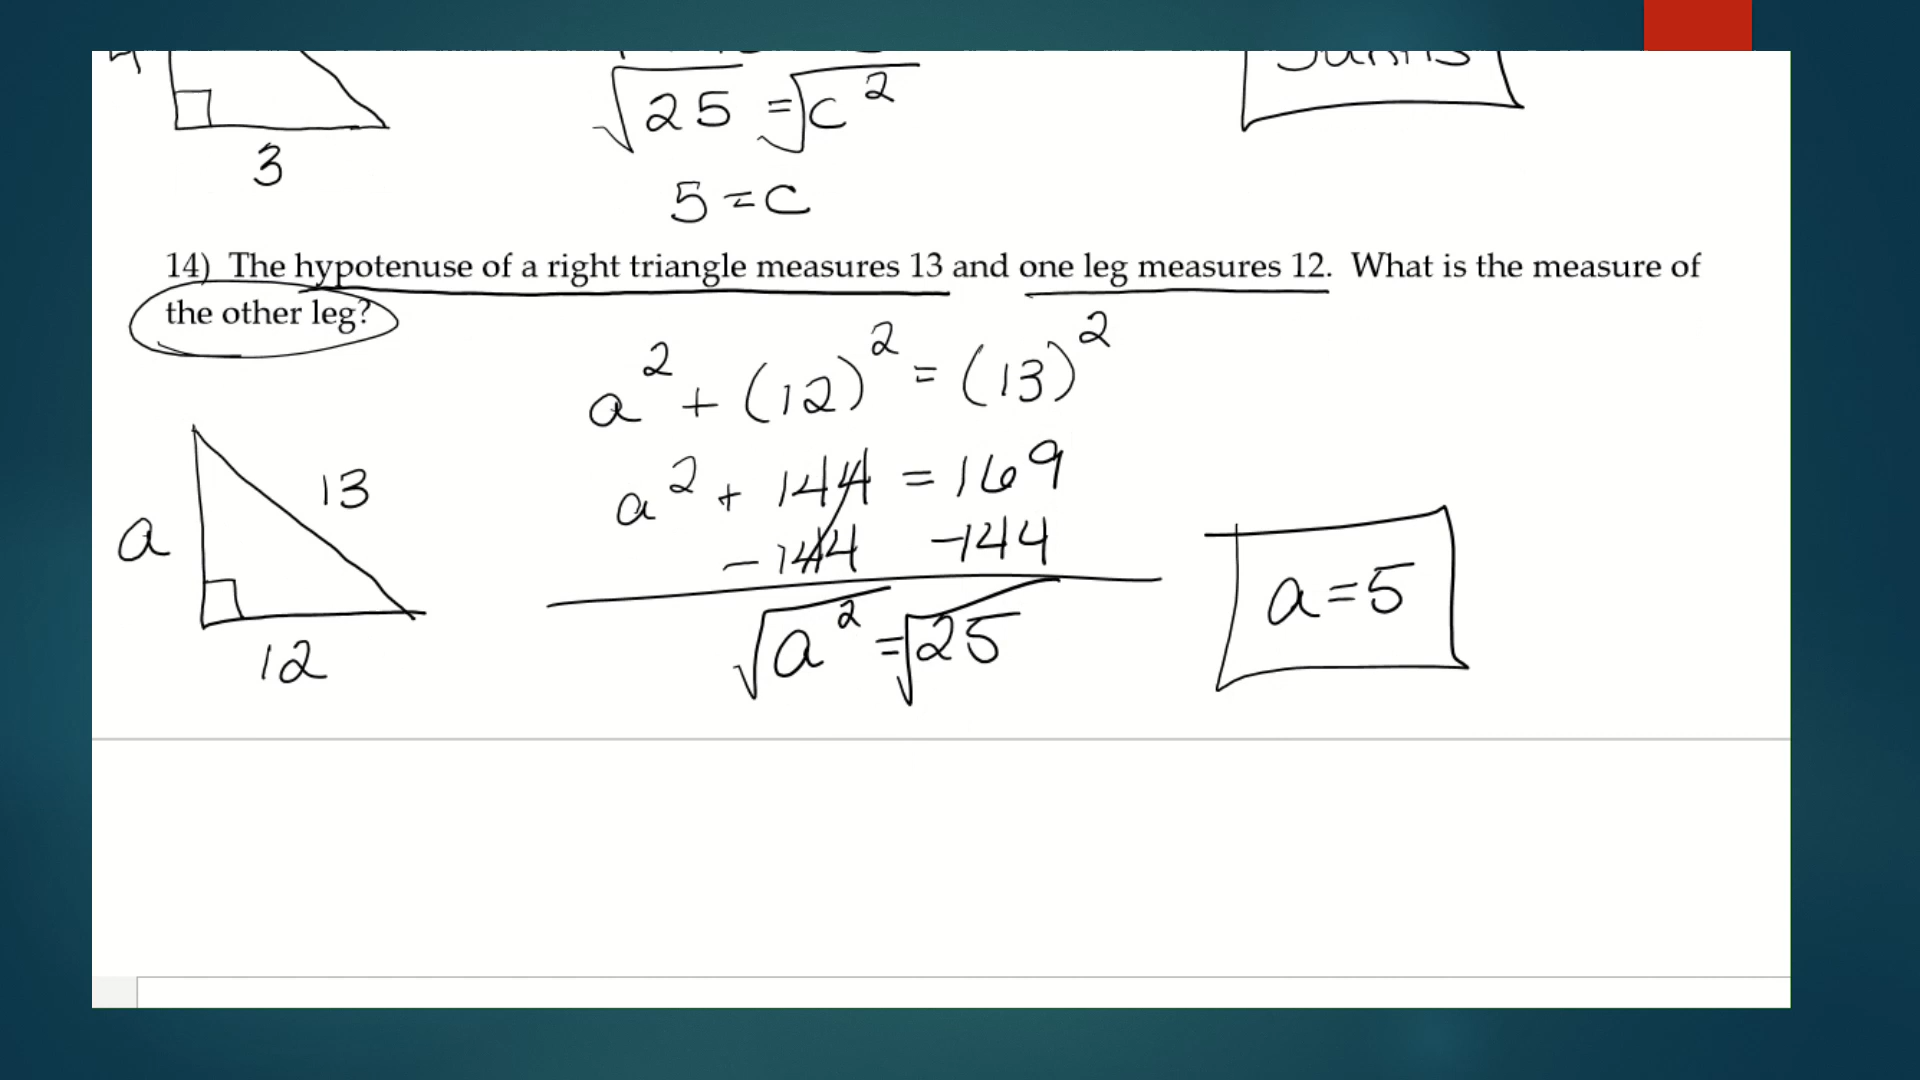 √25 = √c²
3
5 = c
14) The hypotenuse of a right triangle measures 13 and one leg measures 12. What is the measure of
the other leg?
a² + (12)² = (13)²
13
a² + 144 = 169
a
-144 -144
a = 5
√a² = √25
12